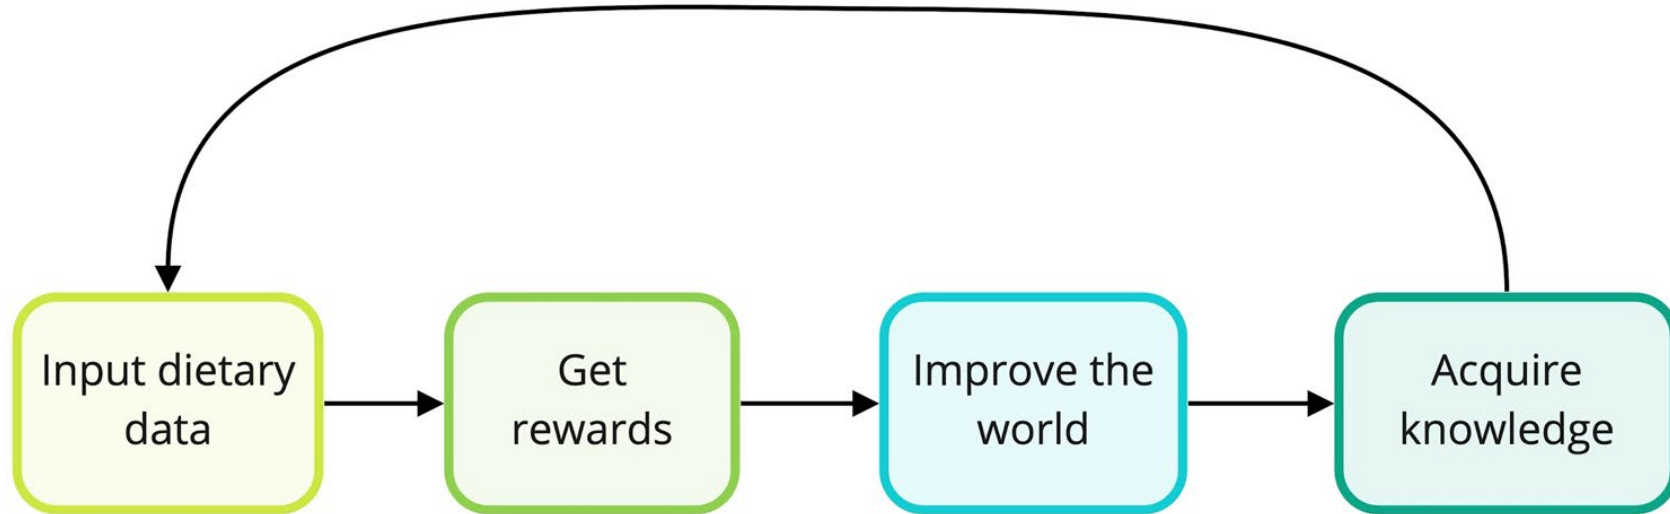 Input dietary
data
Get
rewards
Improve the
world
Acquire
knowledge